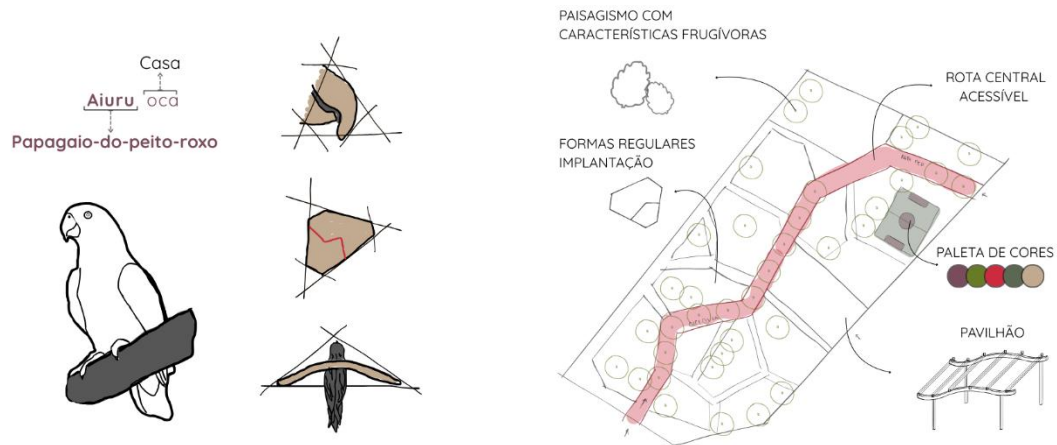 Casa
Aiuru oca
Papagaio-do-peito-roxo
PAISAGISMO COM
CARACTERÍSTICAS FRUGÍVORAS
ROTA CENTRAL
ACESSÍVEL
FORMAS REGULARES
IMPLANTAÇÃO
PALETA DE CORES
PAVILHÃO